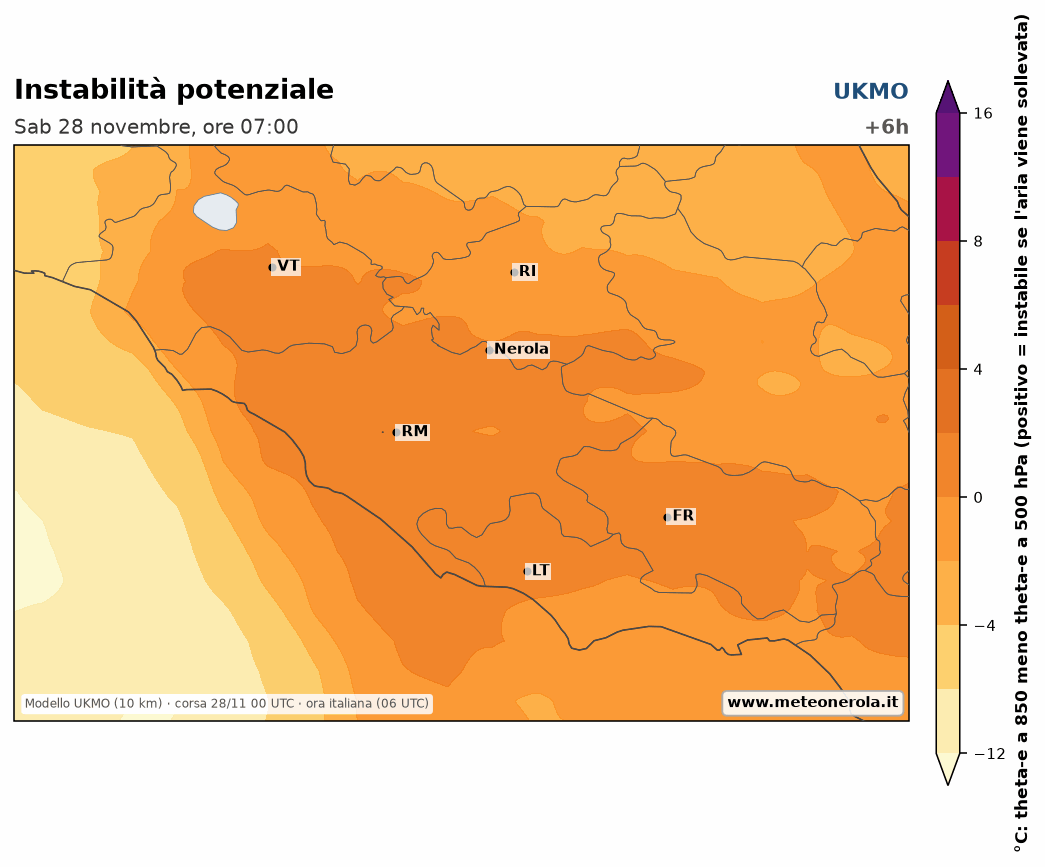 Instabilità potenziale
UKMO
Sab 28 novembre, ore 07:00
+6h
VT
RI
Nerola
RM
FR
LT
Modello UKMO (10 km) · corsa 28/11 00 UTC · ora italiana (06 UTC)
www.meteonerola.it
16
8
4
0
−4
−12
°C: theta-e a 850 meno theta-e a 500 hPa (positivo = instabile se l'aria viene sollevata)